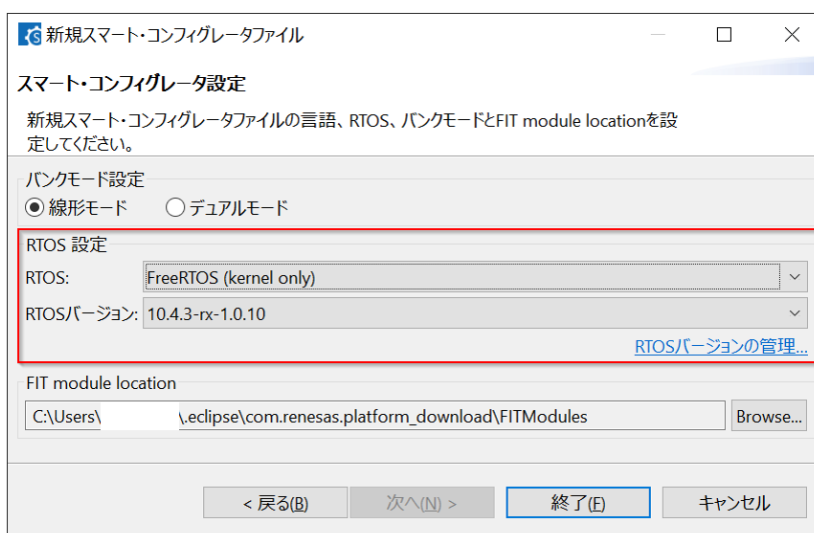 新規スマート・コンフィグレータファイル
スマート・コンフィグレータ設定
新規スマート・コンフィグレータファイルの言語、RTOS、バンクモードとFIT module locationを設
定してください。
バンクモード設定
線形モード デュアルモード
RTOS 設定
RTOS: FreeRTOS (kernel only)
RTOSバージョン: 10.4.3-rx-1.0.10
RTOSバージョンの管理...
FIT module location
C:\Users\ \.eclipse\com.renesas.platform_download\FITModules Browse...
< 戻る(B) 次へ(N) > 終了(F) キャンセル